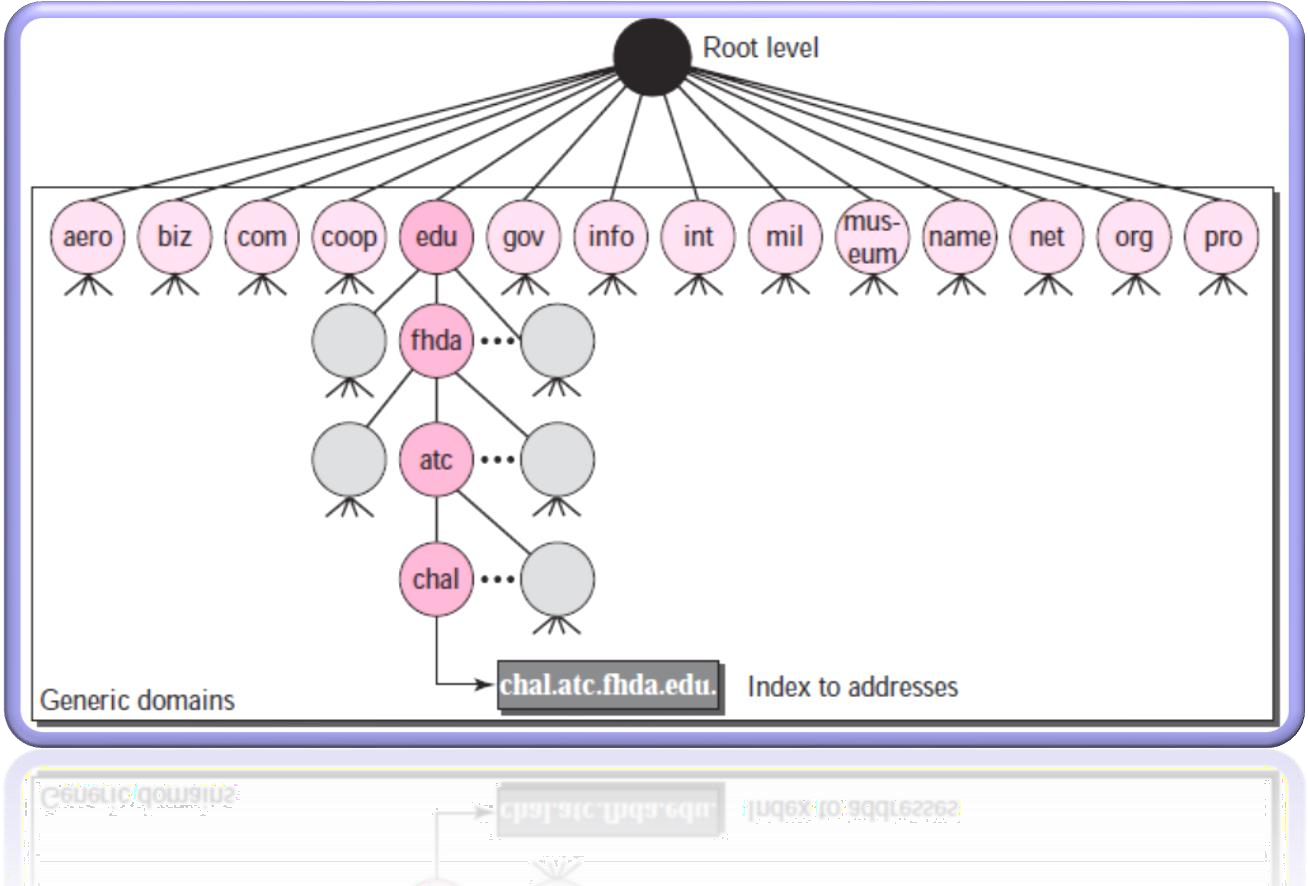 Root level
aero biz com coop edu gov info int mil mus-
eum name net org pro
fhda
atc
chal
chal.atc.fhda.edu.
Index to addresses
Generic domains